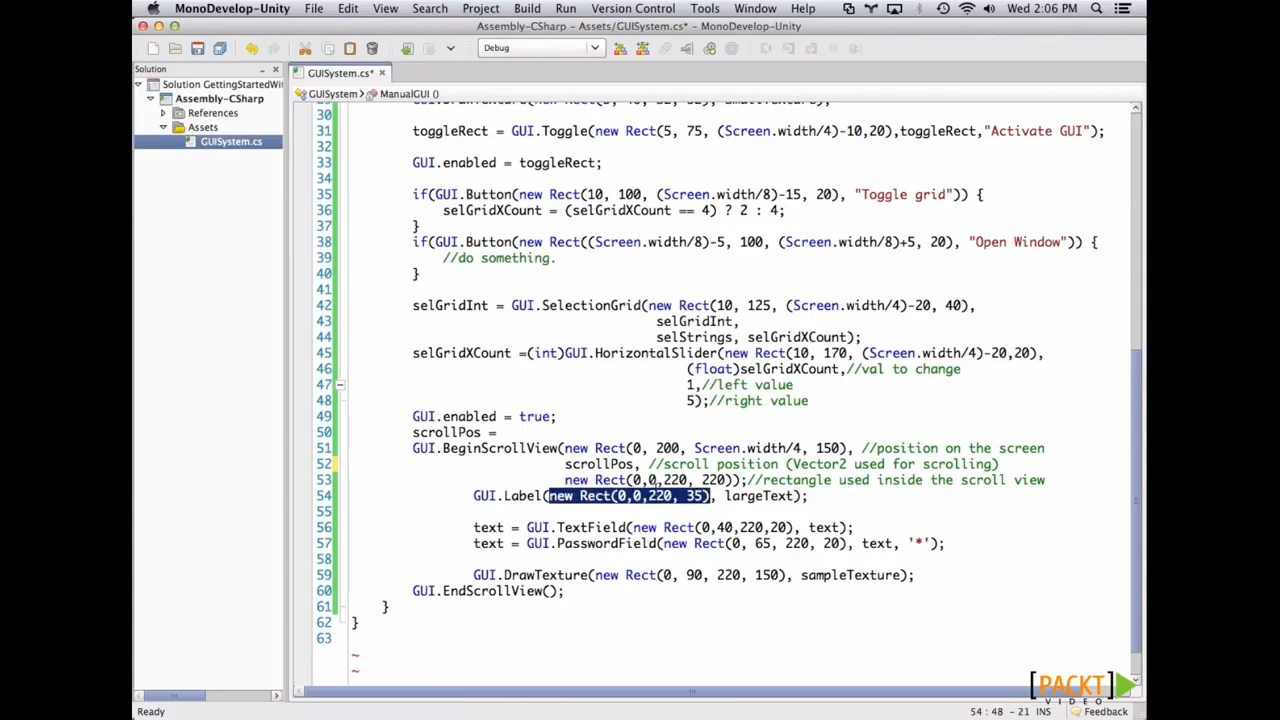 MonoDevelop-Unity File Edit View Search Project Build Run Version Control Tools Window Help Wed 2:06 PM
Assembly-CSharp - Assets/GUISystem.cs* - MonoDevelop-Unity
Debug
Solution
GUISystem.cs*
Solution GettingStartedWit
GUISystem ManualGUI ()
Assembly-CSharp
References
Assets
GUISystem.cs
30
31 toggleRect = GUI.Toggle(new Rect(5, 75, (Screen.width/4)-10,20),toggleRect,"Activate GUI");
32
33 GUI.enabled = toggleRect;
34
35 if(GUI.Button(new Rect(10, 100, (Screen.width/8)-15, 20), "Toggle grid")) {
36 selGridXCount = (selGridXCount == 4) ? 2 : 4;
37 }
38 if(GUI.Button(new Rect((Screen.width/8)-5, 100, (Screen.width/8)+5, 20), "Open Window")) {
39 //do something.
40 }
41
42 selGridInt = GUI.SelectionGrid(new Rect(10, 125, (Screen.width/4)-20, 40),
43 selGridInt,
44 selStrings, selGridXCount);
45 selGridXCount =(int)GUI.HorizontalSlider(new Rect(10, 170, (Screen.width/4)-20,20),
46 (float)selGridXCount,//val to change
47 1,//left value
48 5);//right value
49 GUI.enabled = true;
50 scrollPos =
51 GUI.BeginScrollView(new Rect(0, 200, Screen.width/4, 150), //position on the screen
52 scrollPos, //scroll position (Vector2 used for scrolling)
53 new Rect(0,0,220, 220));//rectangle used inside the scroll view
54 GUI.Label(new Rect(0,0,220, 35), largeText);
55
56 text = GUI.TextField(new Rect(0,40,220,20), text);
57 text = GUI.PasswordField(new Rect(0, 65, 220, 20), text, '*');
58
59 GUI.DrawTexture(new Rect(0, 90, 220, 150), sampleTexture);
60 GUI.EndScrollView();
61 }
62 }
63
~
~
[PACKT]
VIDEO
Ready 54 : 48 - 21 INS Feedback